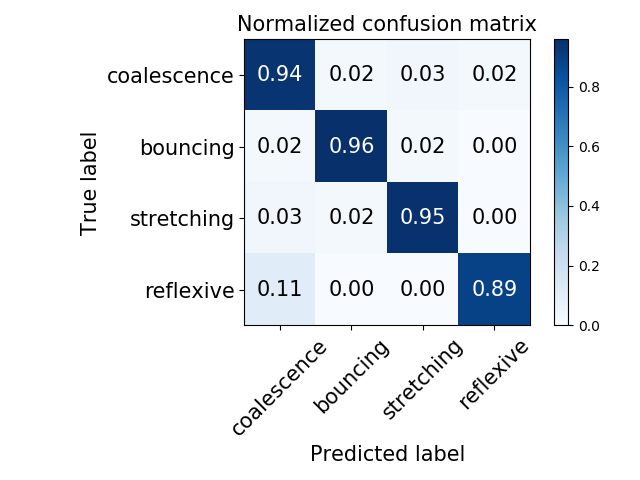 Normalized confusion matrix
True label
coalescence 0.94 0.02 0.03 0.02
bouncing 0.02 0.96 0.02 0.00
stretching 0.03 0.02 0.95 0.00
reflexive 0.11 0.00 0.00 0.89
coalescence bouncing stretching reflexive
Predicted label
0.8
0.6
0.4
0.2
0.0